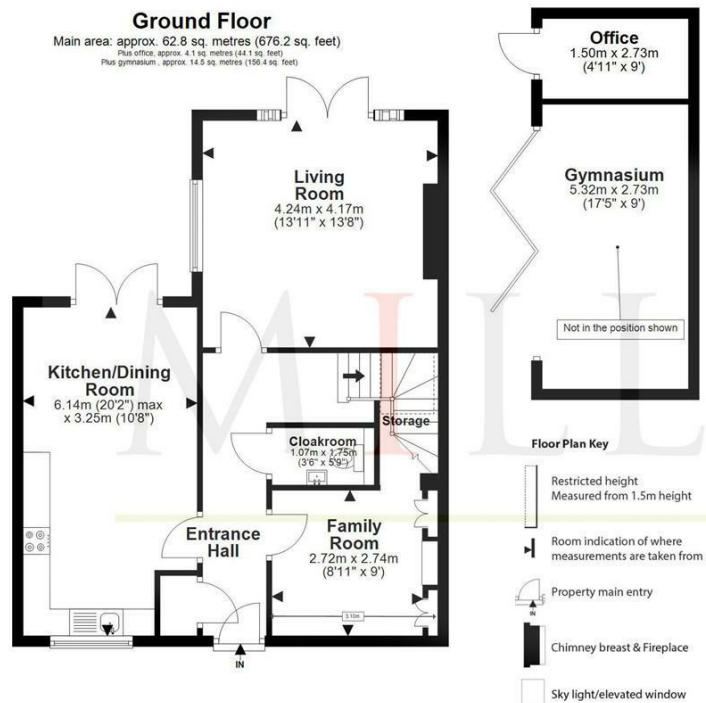 Ground Floor
Main area: approx. 62.8 sq. metres (676.2 sq. feet)
Plus office, approx. 4.1 sq. metres (44.1 sq. feet)
Plus gymnasium , approx. 14.5 sq. metres (156.4 sq. feet)
Office
1.50m x 2.73m
(4'11" x 9')
Living
Room
4.24m x 4.17m
(13'11" x 13'8")
Gymnasium
5.32m x 2.73m
(17'5" x 9')
Not in the position shown
MILL
Kitchen/Dining
Room
6.14m (20'2") max
x 3.25m (10'8")
Storage
Cloakroom
1.07m x 1.75m
(3'6" x 5'9")
Entrance
Hall
Family
Room
2.72m x 2.74m
(8'11" x 9')
3.10m
IN
Floor Plan Key
Restricted height
Measured from 1.5m height
Room indication of where
measurements are taken from
Property main entry
IN
Chimney breast & Fireplace
Sky light/elevated window